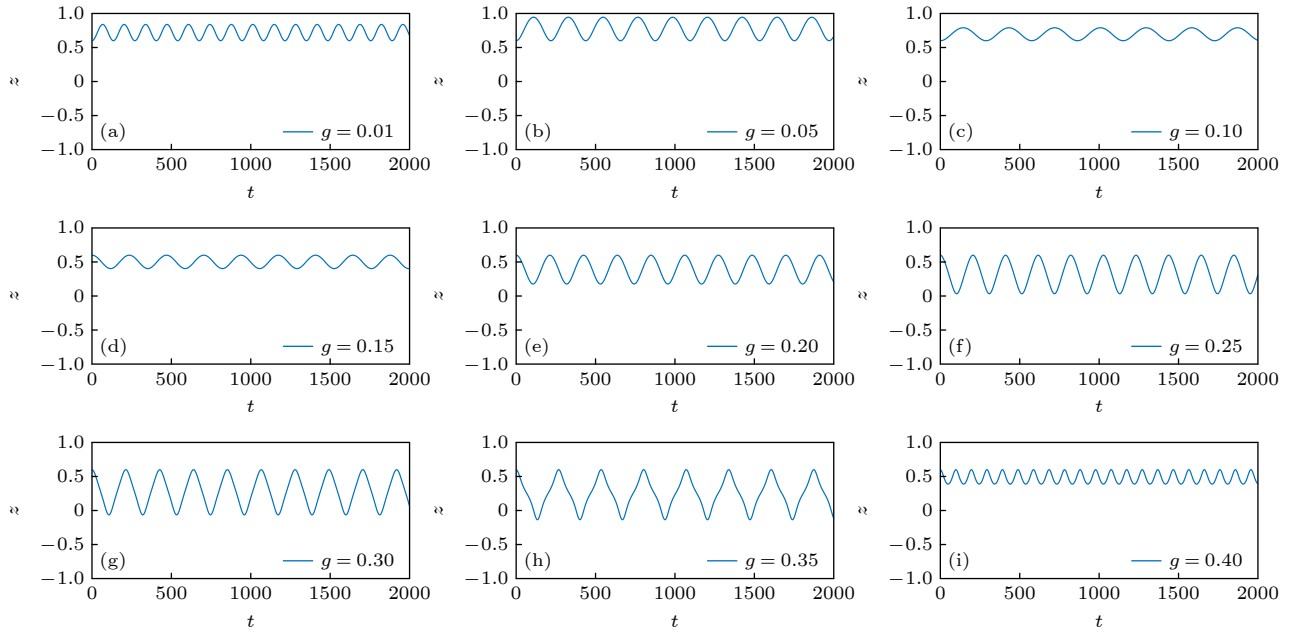 1.0
0.5
z
0
−0.5
−1.0
(a)
g = 0.01
0 500 1000 1500 2000
t
1.0
0.5
z
0
−0.5
−1.0
(b)
g = 0.05
0 500 1000 1500 2000
t
1.0
0.5
z
0
−0.5
−1.0
(c)
g = 0.10
0 500 1000 1500 2000
t
1.0
0.5
z
0
−0.5
−1.0
(d)
g = 0.15
0 500 1000 1500 2000
t
1.0
0.5
z
0
−0.5
−1.0
(e)
g = 0.20
0 500 1000 1500 2000
t
1.0
0.5
z
0
−0.5
−1.0
(f)
g = 0.25
0 500 1000 1500 2000
t
1.0
0.5
z
0
−0.5
−1.0
(g)
g = 0.30
0 500 1000 1500 2000
t
1.0
0.5
z
0
−0.5
−1.0
(h)
g = 0.35
0 500 1000 1500 2000
t
1.0
0.5
z
0
−0.5
−1.0
(i)
g = 0.40
0 500 1000 1500 2000
t